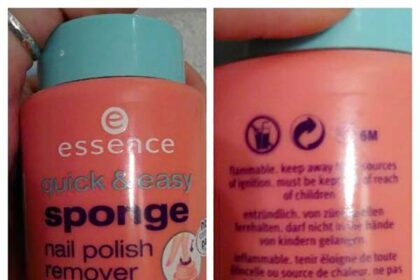 essence
quick & easy
sponge
nail polish
remover
6M
flammable. keep away from sources
of ignition. must be kept out of reach
of children.
entzündlich. von zündquellen
fernhalten. darf nicht in die hände
von kindern gelangen.
inflammable. tenir éloigné de toute
étincelle ou source de chaleur. ne pas